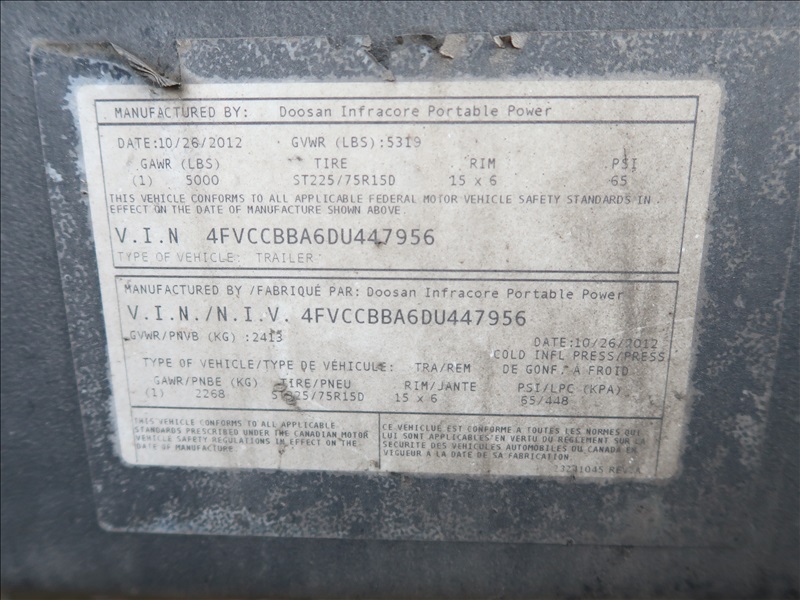 MANUFACTURED BY: Doosan Infracore Portable Power
DATE:10/26/2012 GVWR (LBS):5319
GAWR (LBS) TIRE RIM PSI
(1) 5000 ST225/75R15D 15 x 6 65
THIS VEHICLE CONFORMS TO ALL APPLICABLE FEDERAL MOTOR VEHICLE SAFETY STANDARDS IN
EFFECT ON THE DATE OF MANUFACTURE SHOWN ABOVE.
V.I.N 4FVCCBBA6DU447956
TYPE OF VEHICLE: TRAILER
MANUFACTURED BY /FABRIQUÉ PAR: Doosan Infracore Portable Power
V.I.N./N.I.V. 4FVCCBBA6DU447956
GVWR/PNVB (KG) :2413 DATE:10/26/2012
TYPE OF VEHICLE/TYPE DE VÉHICULE: TRA/REM COLD INFL PRESS/PRESS
DE GONF. À FROID
GAWR/PNBE (KG) TIRE/PNEU RIM/JANTE PSI/LPC (KPA)
(1) 2268 ST225/75R15D 15 x 6 65/448
THIS VEHICLE CONFORMS TO ALL APPLICABLE
STANDARDS PRESCRIBED UNDER THE CANADIAN MOTOR
VEHICLE SAFETY REGULATIONS IN EFFECT ON THE
DATE OF MANUFACTURE
CE VÉHICULE EST CONFORME A TOUTES LES NORMES QUI
LUI SONT APPLICABLES EN VERTU DU RÈGLEMENT SUR LA
SÉCURITÉ DES VÉHICULES AUTOMOBILES DU CANADA EN
VIGUEUR A LA DATE DE SA FABRICATION.